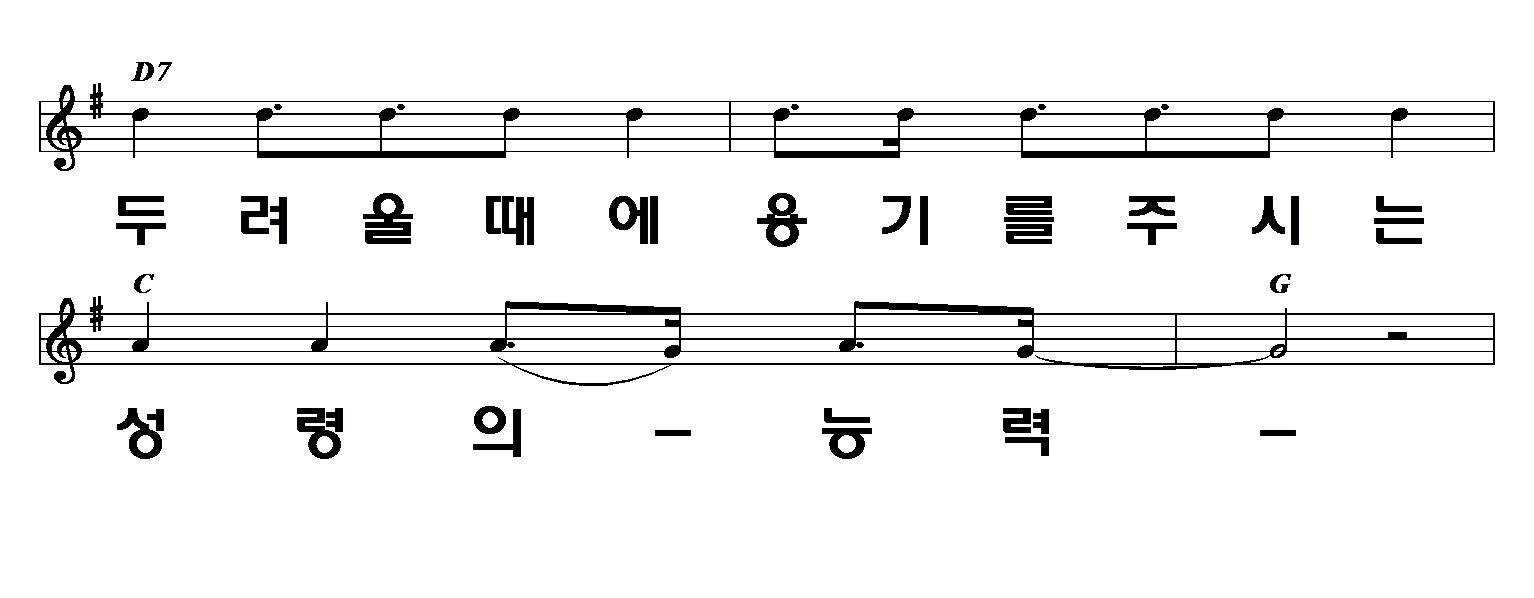 D7
두 려 울 때 에 용 기 를 주 시 는
C G
성 령 의 - 능 력 -